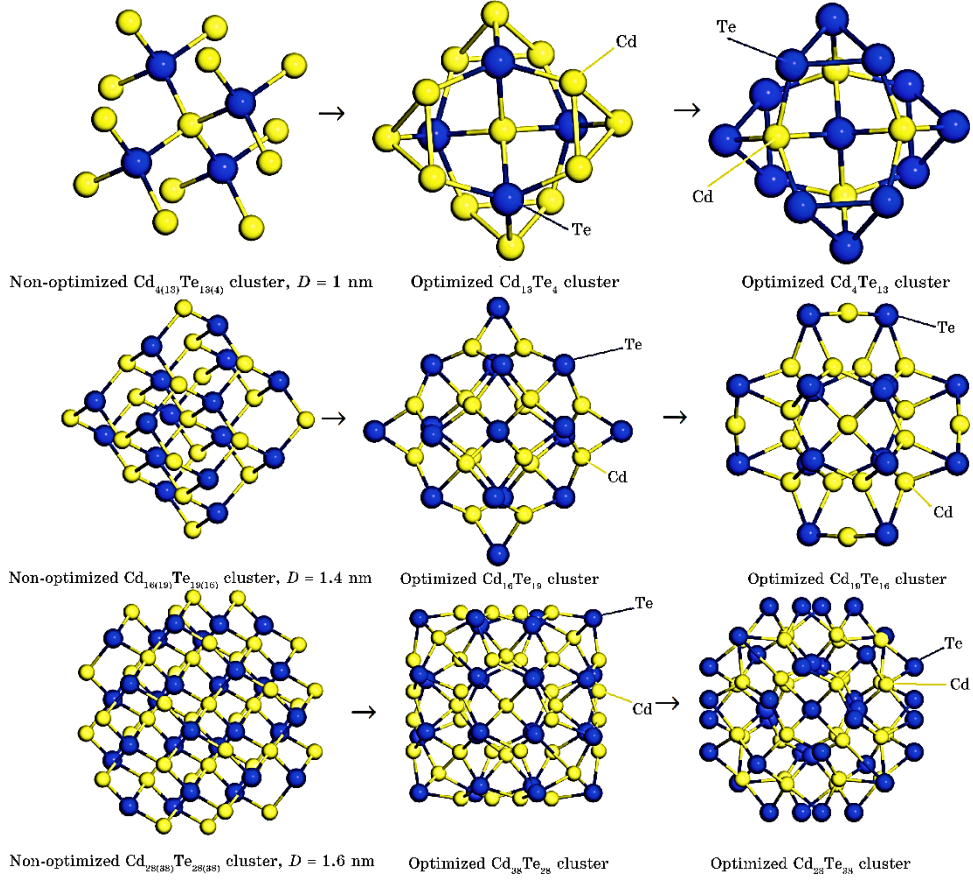 Te
Cd
Cd
Te
Non-optimized Cd₄₍₁₃₎Te₁₃₍₄₎ cluster, D = 1 nm
Optimized Cd₁₃Te₄ cluster
Optimized Cd₄Te₁₃ cluster
Te
Te
Cd
Cd
Non-optimized Cd₁₆₍₁₉₎Te₁₉₍₁₆₎ cluster, D = 1.4 nm
Optimized Cd₁₆Te₁₉ cluster
Optimized Cd₁₉Te₁₆ cluster
Te
Te
Cd
Cd
Non-optimized Cd₂₈₍₃₈₎Te₂₈₍₃₈₎ cluster, D = 1.6 nm
Optimized Cd₃₈Te₂₈ cluster
Optimized Cd₂₈Te₃₈ cluster